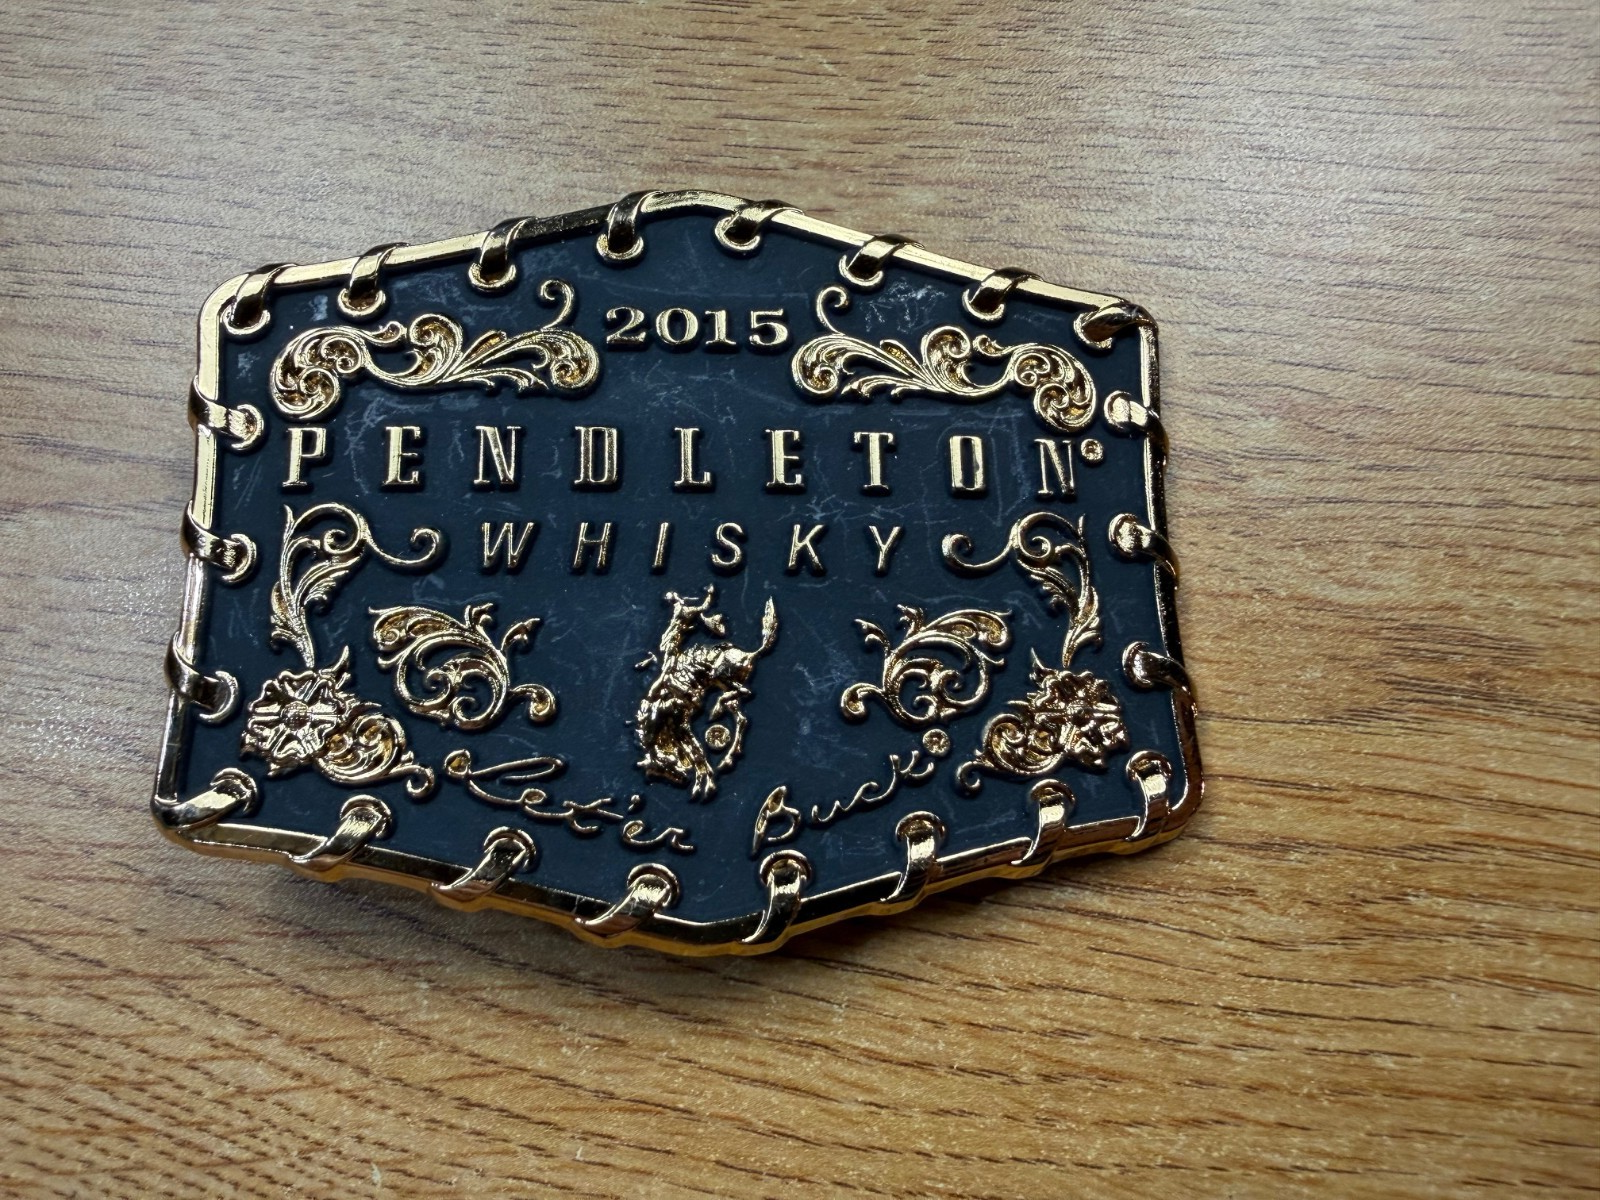 2015
PENDLETON®
WHISKY
®
Let'er Buck®